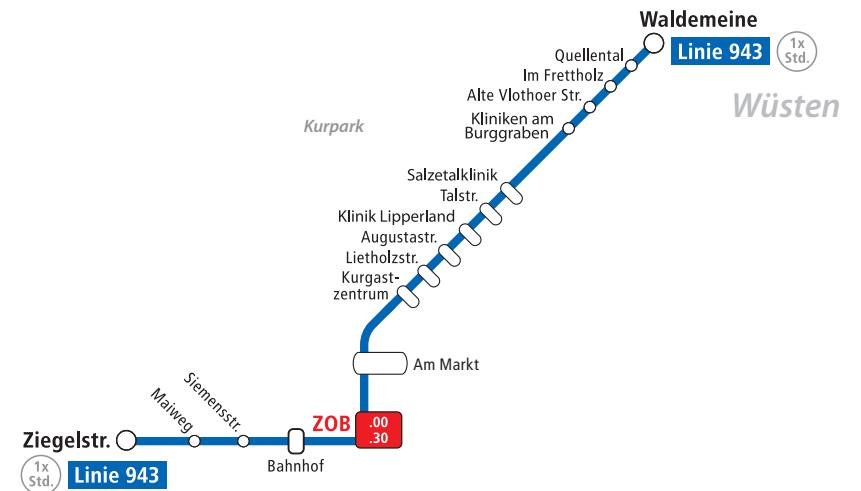 Waldemeine
Linie 943
1x
Std.
Quellental
Im Frettholz
Alte Vlothoer Str.
Kliniken am
Burggraben
Wüsten
Kurpark
Salzetalklinik
Talstr.
Klinik Lipperland
Augustastr.
Lietholzstr.
Kurgast-
zentrum
Am Markt
ZOB
.00
.30
Siemensstr.
Maiweg
Ziegelstr.
Bahnhof
1x
Std.
Linie 943